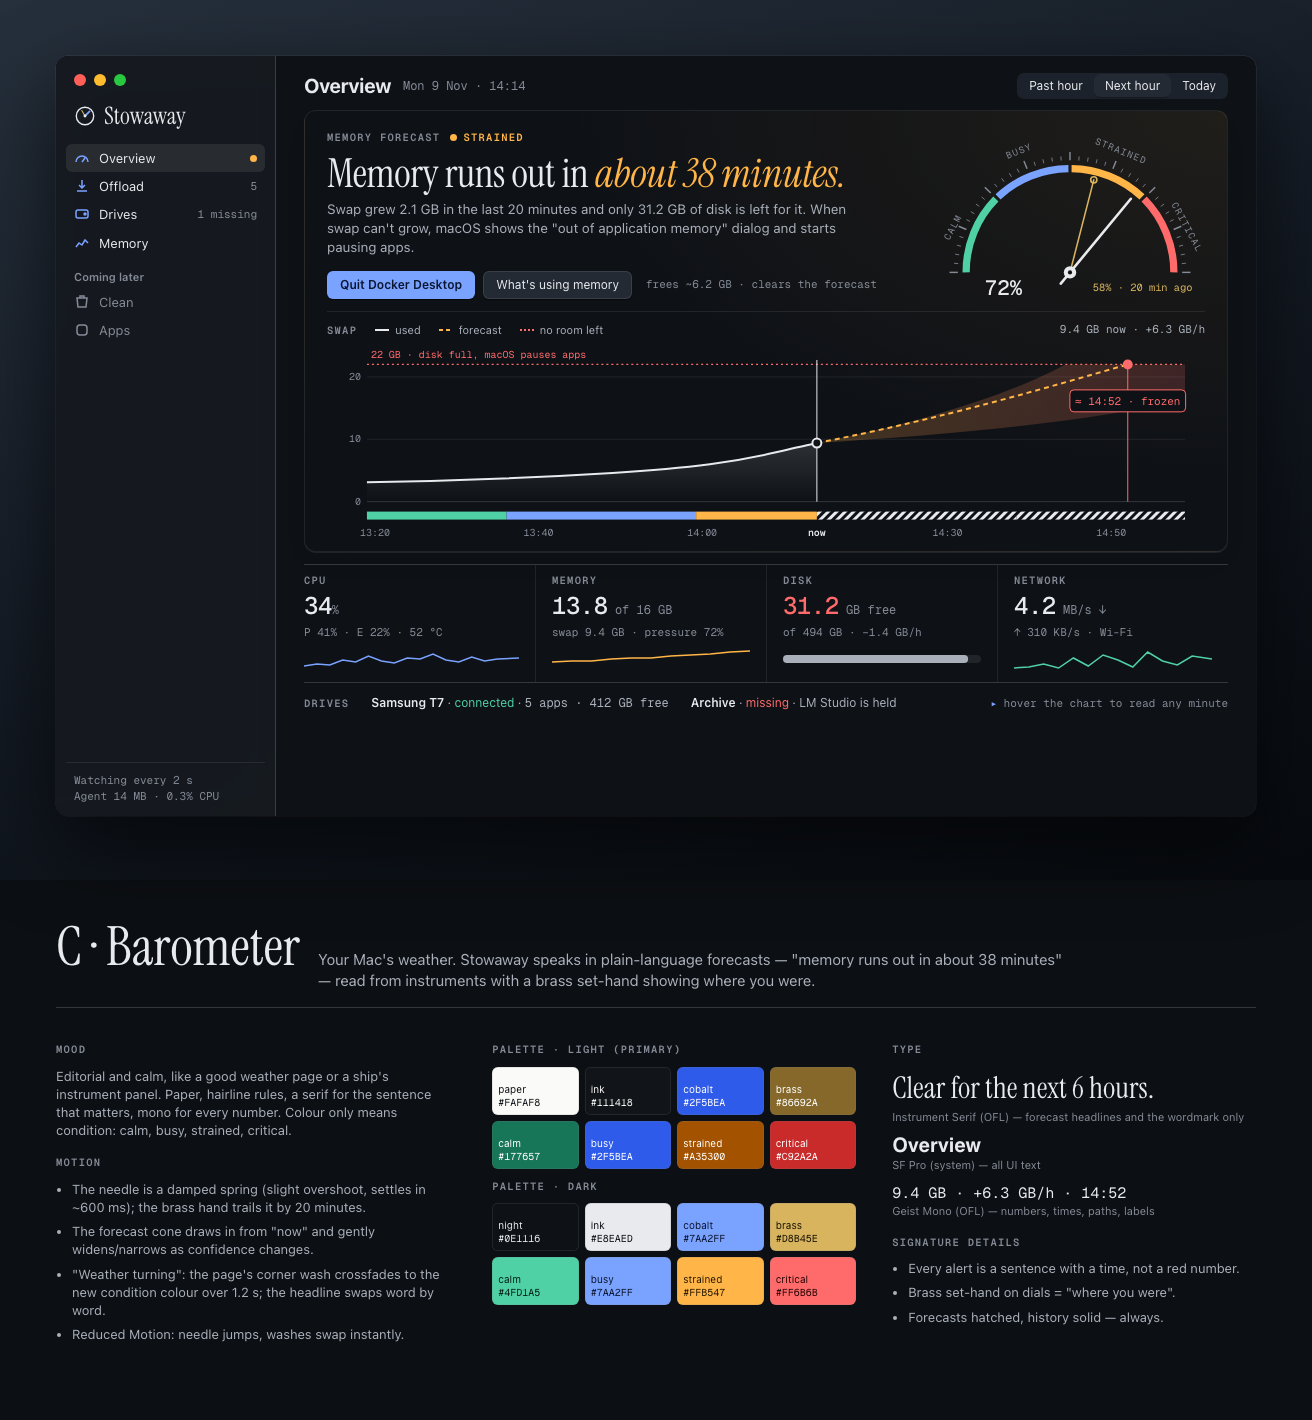 Stowaway
Overview
Offload 5
Drives 1 missing
Memory
Coming later
Clean
Apps
Watching every 2 s
Agent 14 MB · 0.3% CPU
Overview Mon 9 Nov · 14:14
Past hour Next hour Today
MEMORY FORECAST STRAINED
Memory runs out in about 38 minutes.
Swap grew 2.1 GB in the last 20 minutes and only 31.2 GB of disk is left for it. When
swap can't grow, macOS shows the "out of application memory" dialog and starts
pausing apps.
Quit Docker Desktop What's using memory frees ~6.2 GB · clears the forecast
CALM
BUSY
STRAINED
CRITICAL
72%
58% · 20 min ago
SWAP used forecast no room left 9.4 GB now · +6.3 GB/h
22 GB · disk full, macOS pauses apps
20
10
0
≈ 14:52 · frozen
13:20 13:40 14:00 now 14:30 14:50
CPU
34%
P 41% · E 22% · 52 °C
MEMORY
13.8 of 16 GB
swap 9.4 GB · pressure 72%
DISK
31.2 GB free
of 494 GB · −1.4 GB/h
NETWORK
4.2 MB/s ↓
↑ 310 KB/s · Wi-Fi
DRIVES Samsung T7 · connected · 5 apps · 412 GB free Archive · missing · LM Studio is held ▸ hover the chart to read any minute
C · Barometer
Your Mac's weather. Stowaway speaks in plain-language forecasts — "memory runs out in about 38 minutes"
— read from instruments with a brass set-hand showing where you were.
MOOD
Editorial and calm, like a good weather page or a ship's
instrument panel. Paper, hairline rules, a serif for the sentence
that matters, mono for every number. Colour only means
condition: calm, busy, strained, critical.
MOTION
• The needle is a damped spring (slight overshoot, settles in
~600 ms); the brass hand trails it by 20 minutes.
• The forecast cone draws in from "now" and gently
widens/narrows as confidence changes.
• "Weather turning": the page's corner wash crossfades to the
new condition colour over 1.2 s; the headline swaps word by
word.
• Reduced Motion: needle jumps, washes swap instantly.
PALETTE · LIGHT (PRIMARY)
paper
#FAFAF8
ink
#111418
cobalt
#2F5BEA
brass
#86692A
calm
#177657
busy
#2F5BEA
strained
#A35300
critical
#C92A2A
PALETTE · DARK
night
#0E1116
ink
#E8EAED
cobalt
#7AA2FF
brass
#D8B45E
calm
#4FD1A5
busy
#7AA2FF
strained
#FFB547
critical
#FF6B6B
TYPE
Clear for the next 6 hours.
Instrument Serif (OFL) — forecast headlines and the wordmark only
Overview
SF Pro (system) — all UI text
9.4 GB · +6.3 GB/h · 14:52
Geist Mono (OFL) — numbers, times, paths, labels
SIGNATURE DETAILS
• Every alert is a sentence with a time, not a red number.
• Brass set-hand on dials = "where you were".
• Forecasts hatched, history solid — always.